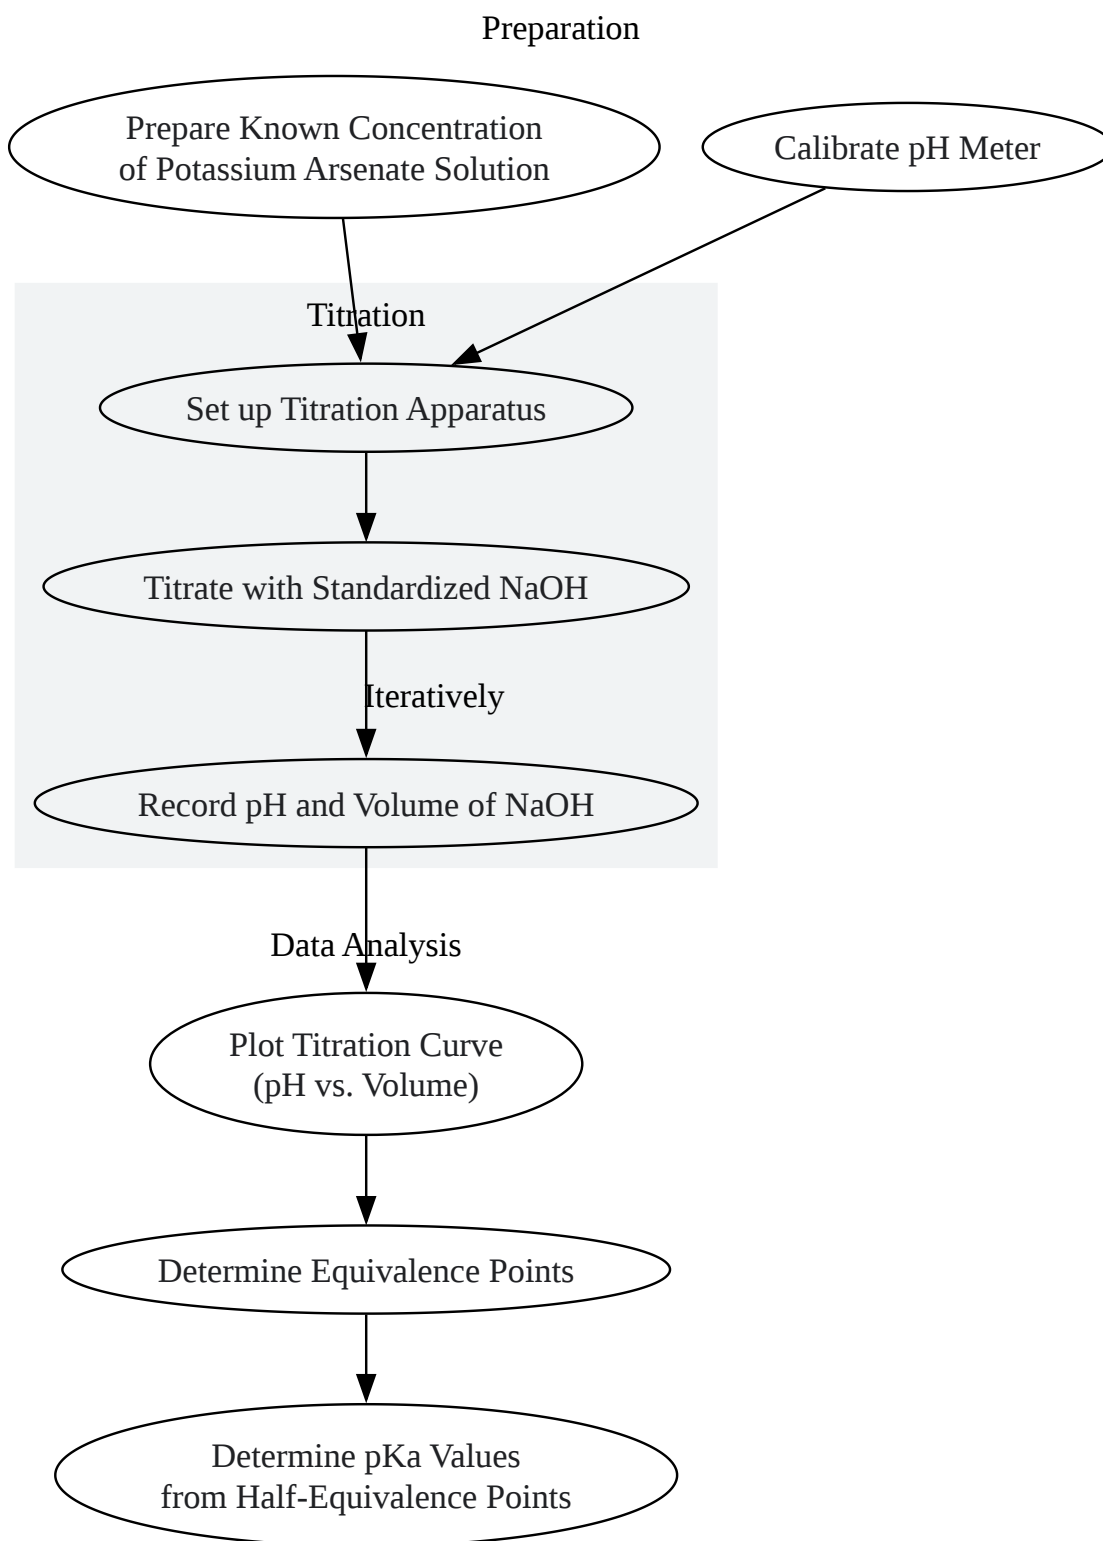 Preparation
Prepare Known Concentration
of Potassium Arsenate Solution
Calibrate pH Meter
Titration
Set up Titration Apparatus
Titrate with Standardized NaOH
Iteratively
Record pH and Volume of NaOH
Data Analysis
Plot Titration Curve
(pH vs. Volume)
Determine Equivalence Points
Determine pKa Values
from Half-Equivalence Points